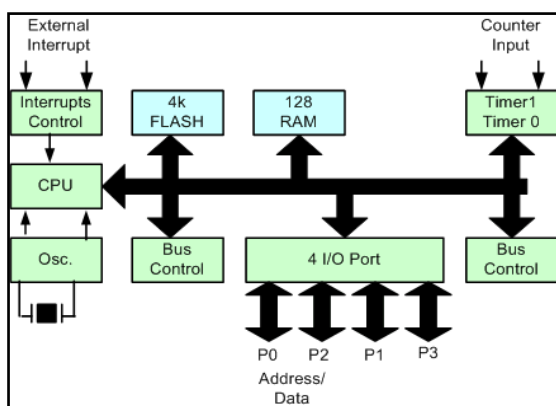 External
Interrupt
Counter
Input
Interrupts
Control
4k
FLASH
128
RAM
Timer1
Timer 0
CPU
Osc.
Bus
Control
4 I/O Port
Bus
Control
P0
P2
P1
P3
Address/
Data